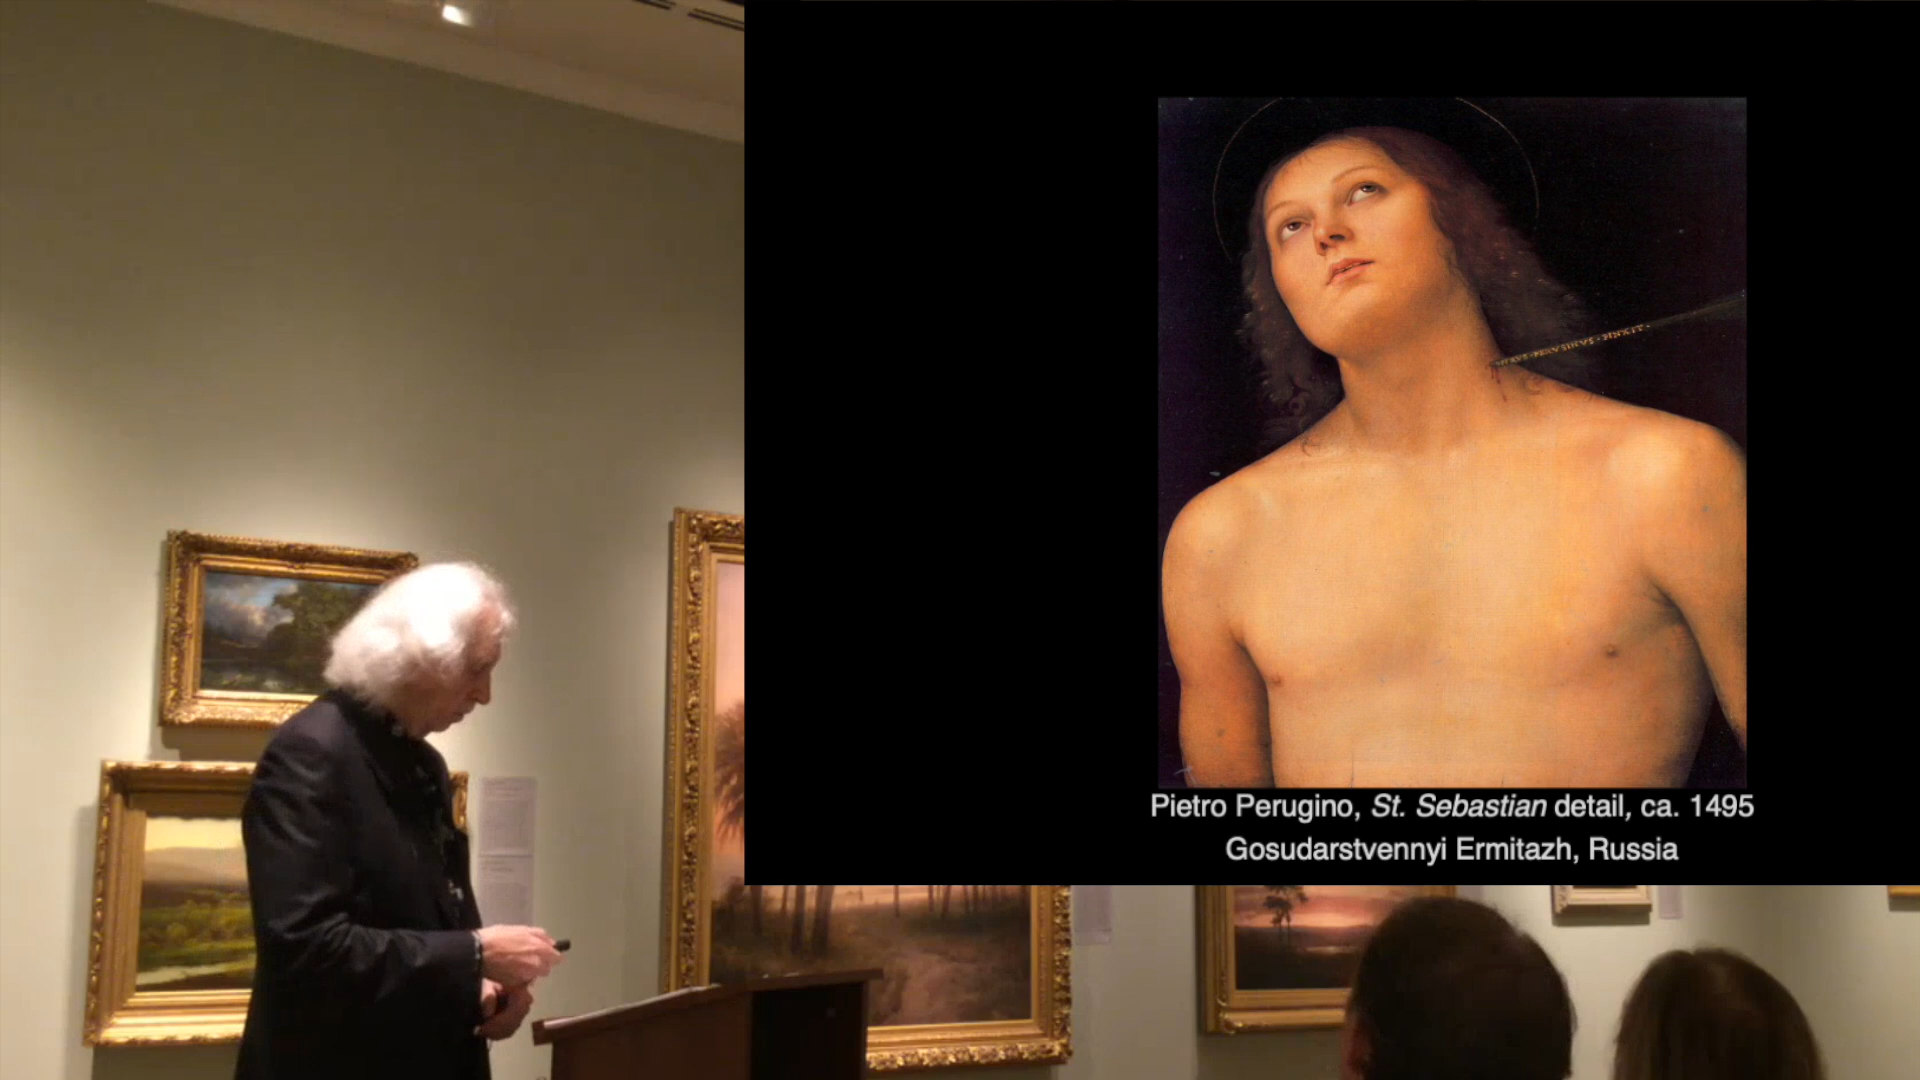 Pietro Perugino, St. Sebastian detail, ca. 1495
Gosudarstvennyi Ermitazh, Russia